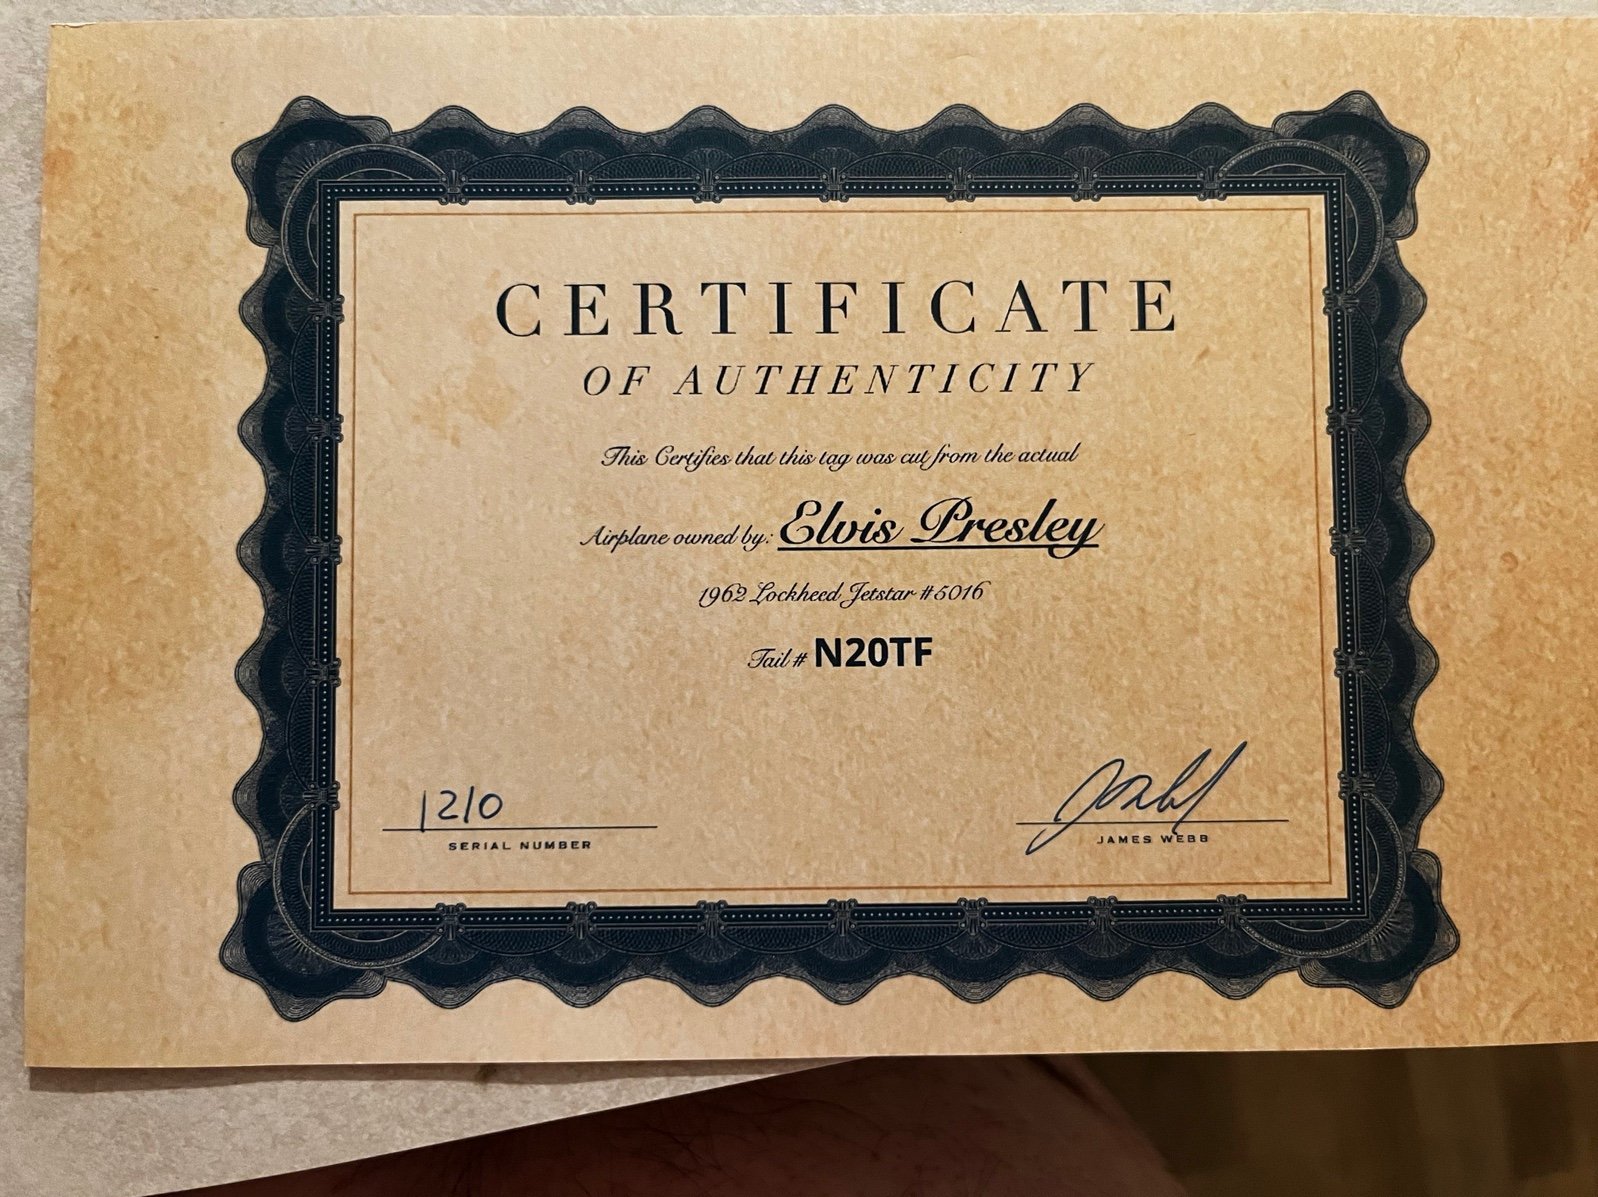 CERTIFICATE
OF AUTHENTICITY
This Certifies that this tag was cut from the actual
Airplane owned by: Elvis Presley
1962 Lockheed Jetstar #5016
Tail # N20TF
1210
SERIAL NUMBER
JAMES WEBB